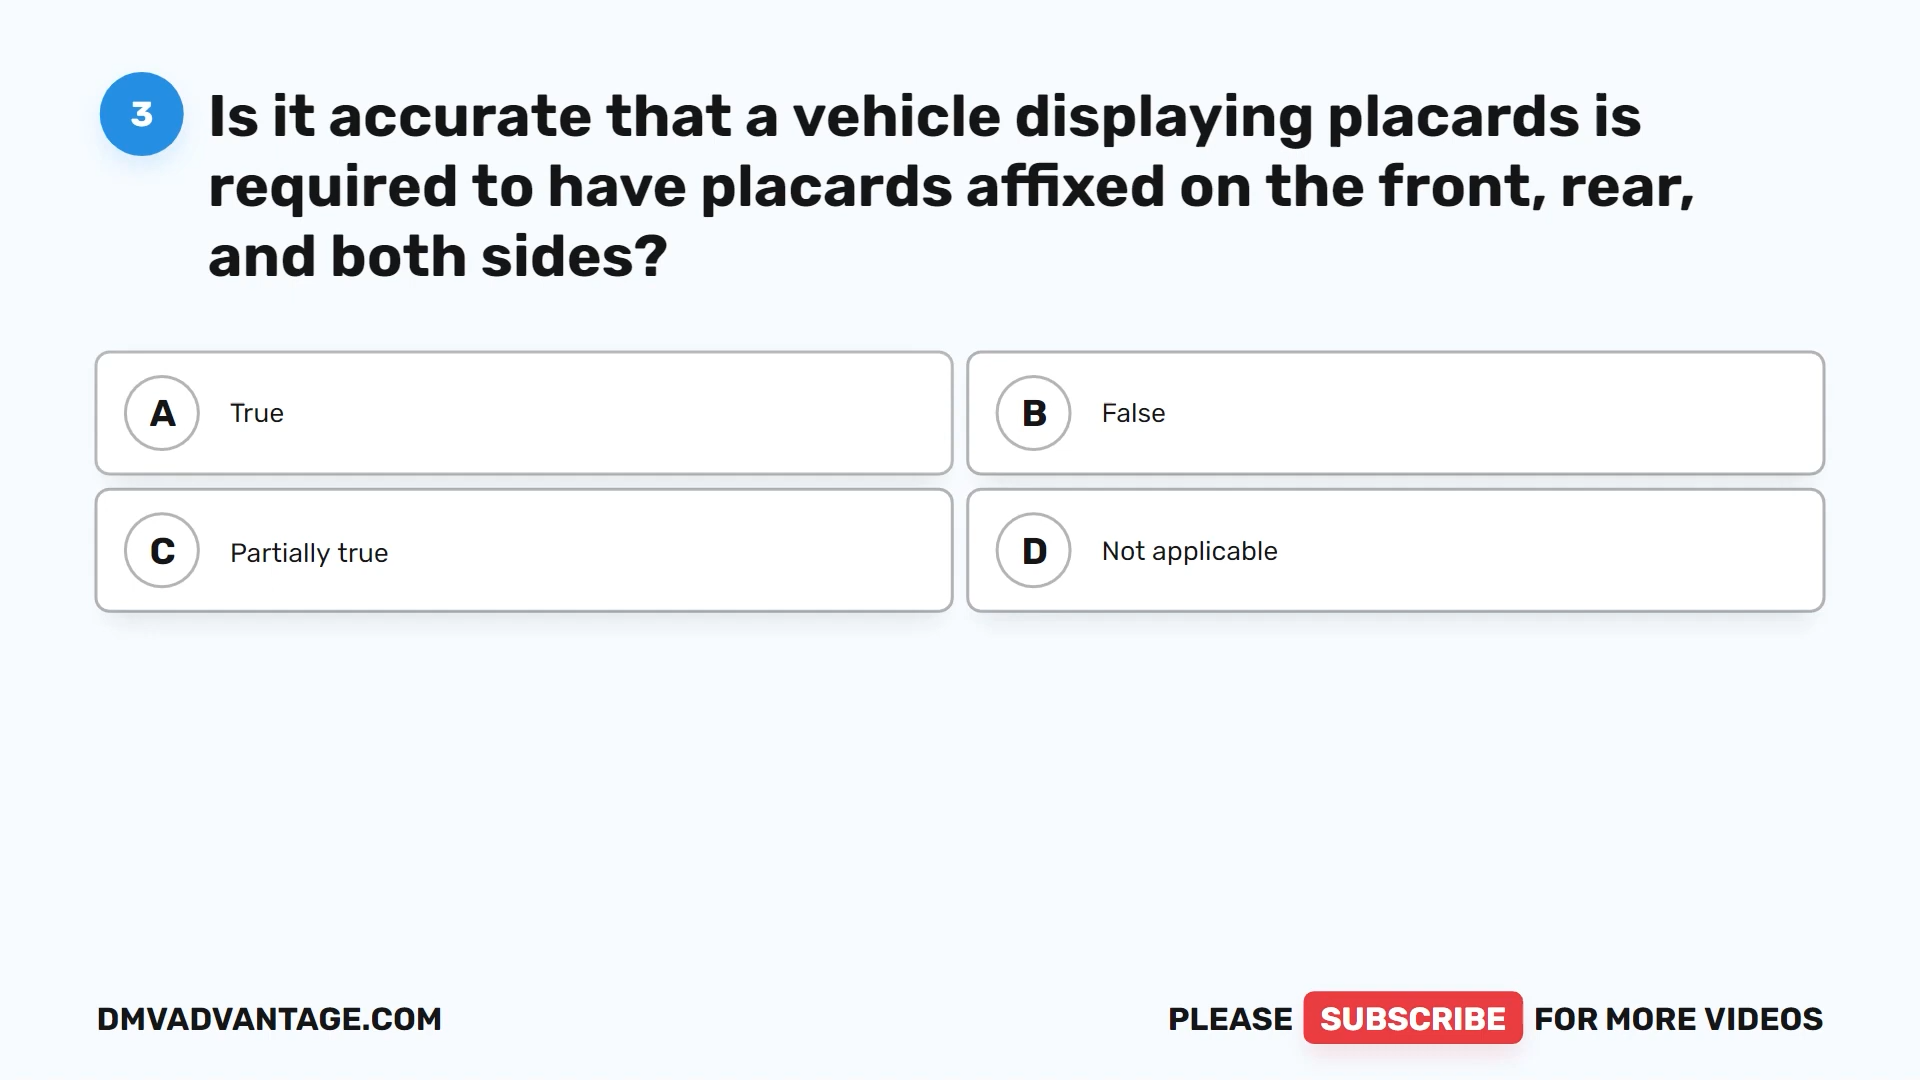 3
Is it accurate that a vehicle displaying placards is
required to have placards affixed on the front, rear,
and both sides?
A True
B False
C Partially true
D Not applicable
DMVADVANTAGE.COM
PLEASE SUBSCRIBE FOR MORE VIDEOS